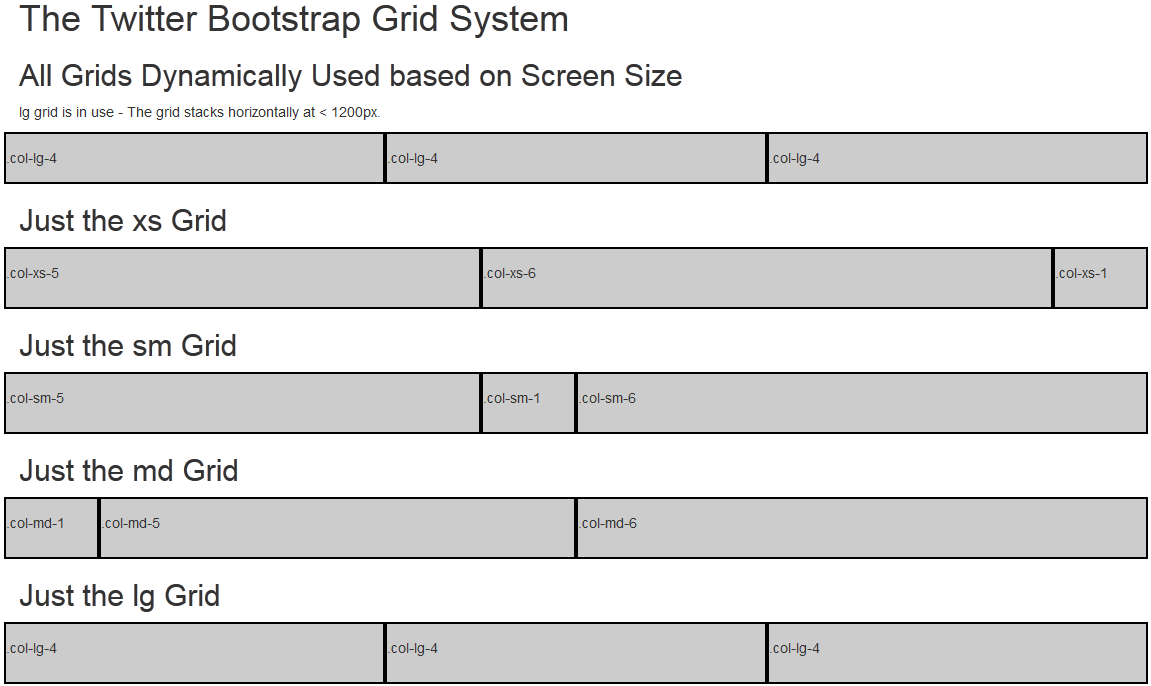 The Twitter Bootstrap Grid System
All Grids Dynamically Used based on Screen Size
lg grid is in use - The grid stacks horizontally at < 1200px.
.col-lg-4 .col-lg-4 .col-lg-4
Just the xs Grid
.col-xs-5 .col-xs-6 .col-xs-1
Just the sm Grid
.col-sm-5 .col-sm-1 .col-sm-6
Just the md Grid
.col-md-1 .col-md-5 .col-md-6
Just the lg Grid
.col-lg-4 .col-lg-4 .col-lg-4